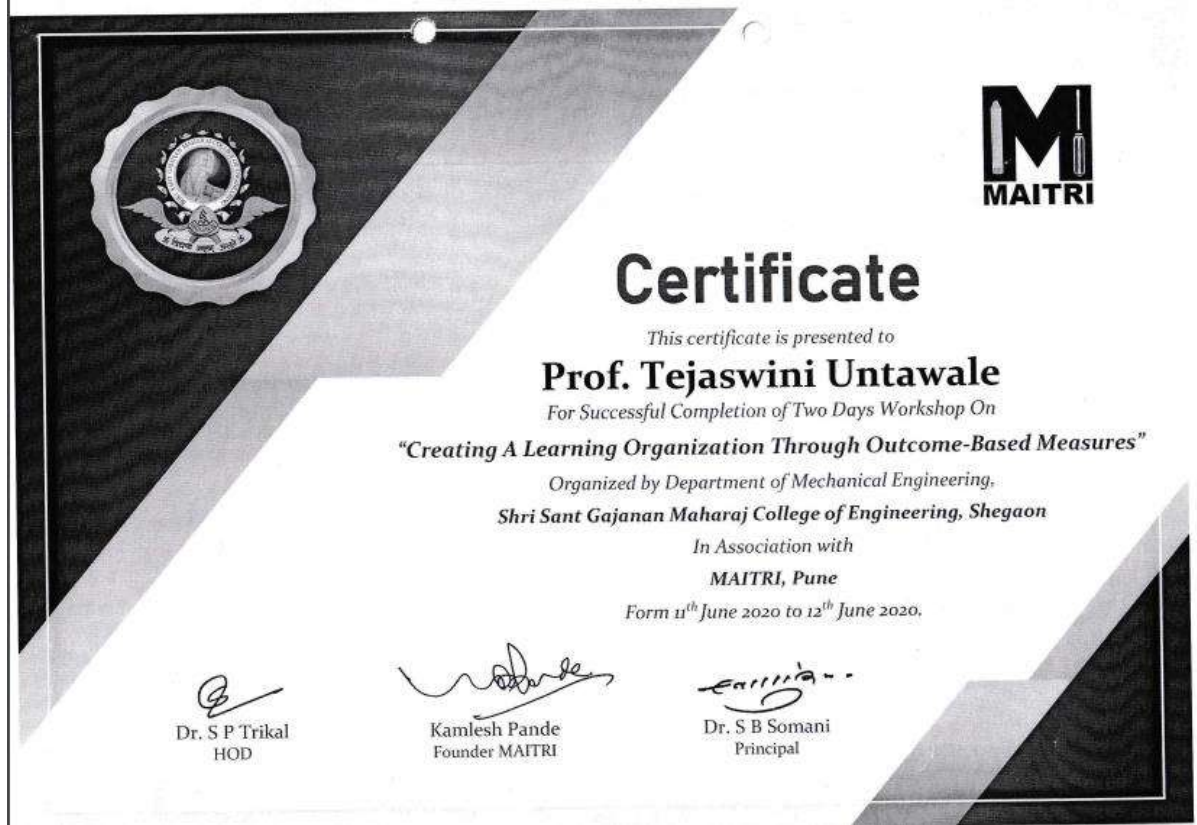 M
MAITRI
Certificate
This certificate is presented to
Prof. Tejaswini Untawale
For Successful Completion of Two Days Workshop On
“Creating A Learning Organization Through Outcome-Based Measures”
Organized by Department of Mechanical Engineering,
Shri Sant Gajanan Maharaj College of Engineering, Shegaon
In Association with
MAITRI, Pune
Form 11th June 2020 to 12th June 2020.
Dr. S P Trikal
HOD
Kamlesh Pande
Founder MAITRI
Dr. S B Somani
Principal